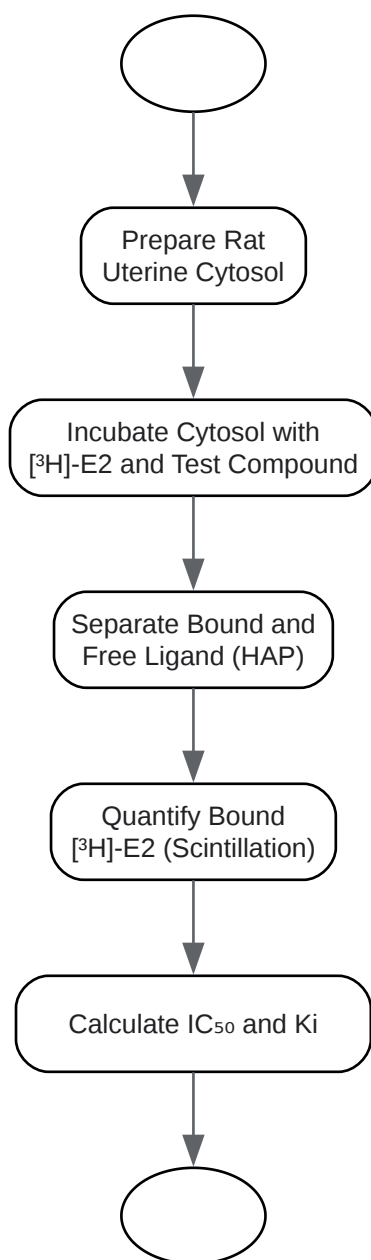 Prepare Rat
Uterine Cytosol
Incubate Cytosol with
[³H]-E2 and Test Compound
Separate Bound and
Free Ligand (HAP)
Quantify Bound
[³H]-E2 (Scintillation)
Calculate IC₅₀ and Ki